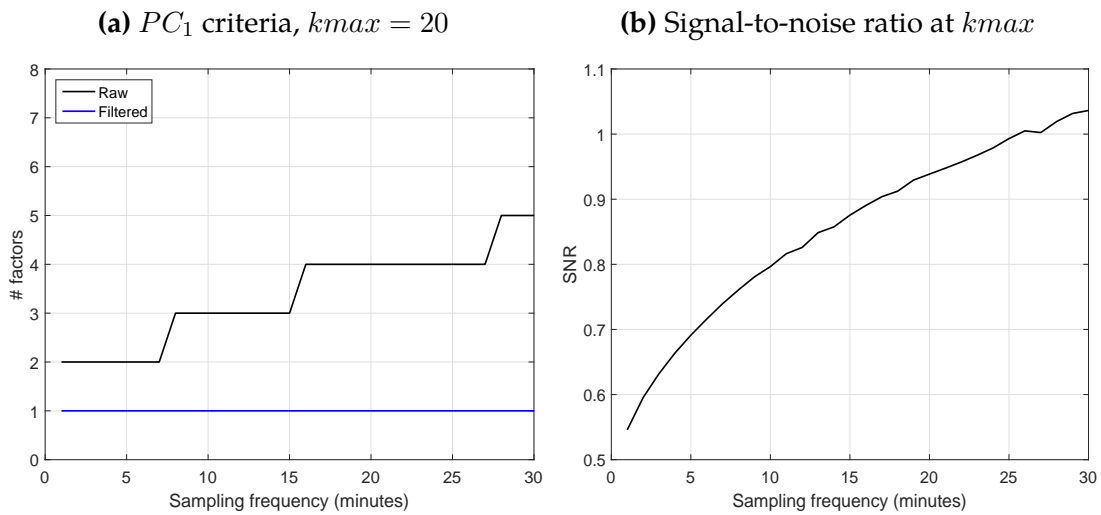 (a) PC₁ criteria, kmax = 20
8
7
6
5
4
3
2
1
0
# factors
Raw
Filtered
0 5 10 15 20 25 30
Sampling frequency (minutes)
(b) Signal-to-noise ratio at kmax
1.1
1
0.9
0.8
0.7
0.6
0.5
SNR
0 5 10 15 20 25 30
Sampling frequency (minutes)